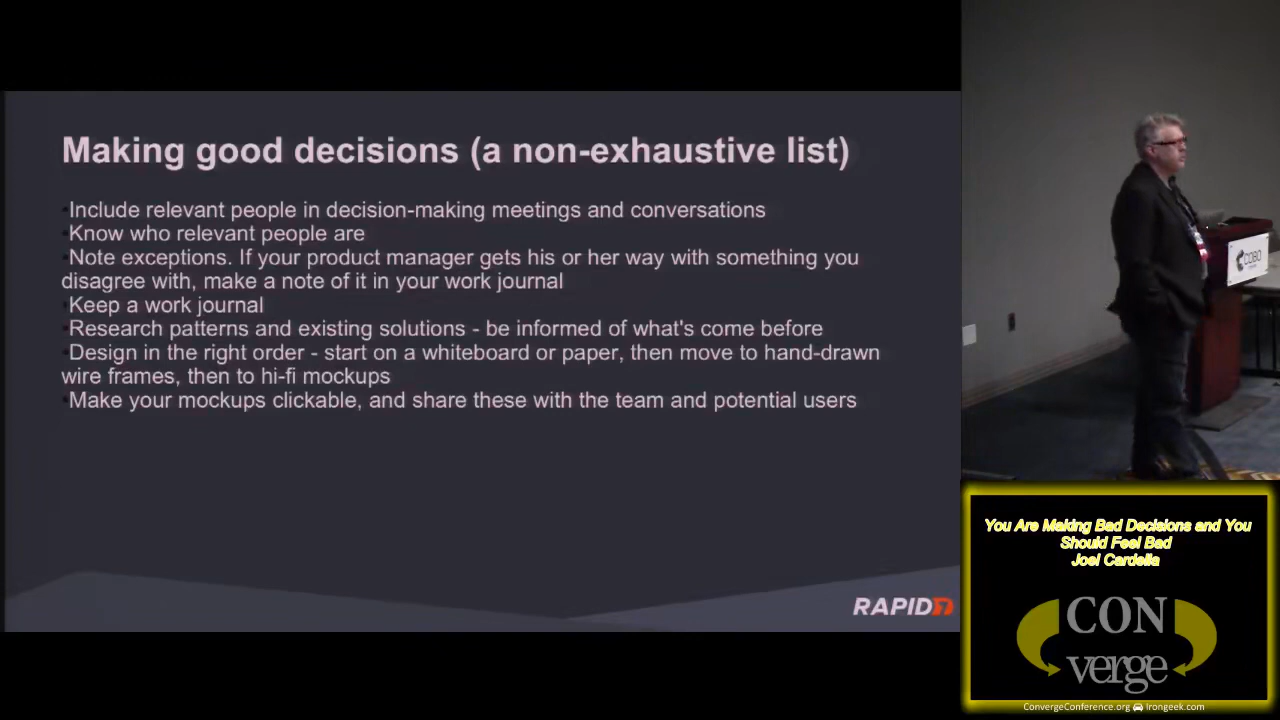 Making good decisions (a non-exhaustive list)
·Include relevant people in decision-making meetings and conversations
·Know who relevant people are
·Note exceptions. If your product manager gets his or her way with something you
disagree with, make a note of it in your work journal
·Keep a work journal
·Research patterns and existing solutions - be informed of what's come before
·Design in the right order - start on a whiteboard or paper, then move to hand-drawn
wire frames, then to hi-fi mockups
·Make your mockups clickable, and share these with the team and potential users
RAPID7
COBO
You Are Making Bad Decisions and You
Should Feel Bad
Joel Cardella
CON
verge
ConvergeConference.org Irongeek.com